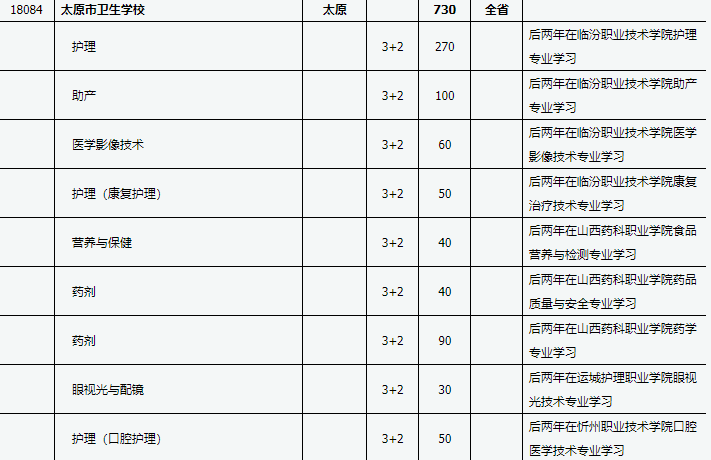 18084 太原市卫生学校 太原 730 全省
护理 3+2 270 后两年在临汾职业技术学院护理
专业学习
助产 3+2 100 后两年在临汾职业技术学院助产
专业学习
医学影像技术 3+2 60 后两年在临汾职业技术学院医学
影像技术专业学习
护理（康复护理） 3+2 50 后两年在临汾职业技术学院康复
治疗技术专业学习
营养与保健 3+2 40 后两年在山西药科职业学院食品
营养与检测专业学习
药剂 3+2 40 后两年在山西药科职业学院药品
质量与安全专业学习
药剂 3+2 90 后两年在山西药科职业学院药学
专业学习
眼视光与配镜 3+2 30 后两年在运城护理职业学院眼视
光技术专业学习
护理（口腔护理） 3+2 50 后两年在忻州职业技术学院口腔
医学技术专业学习